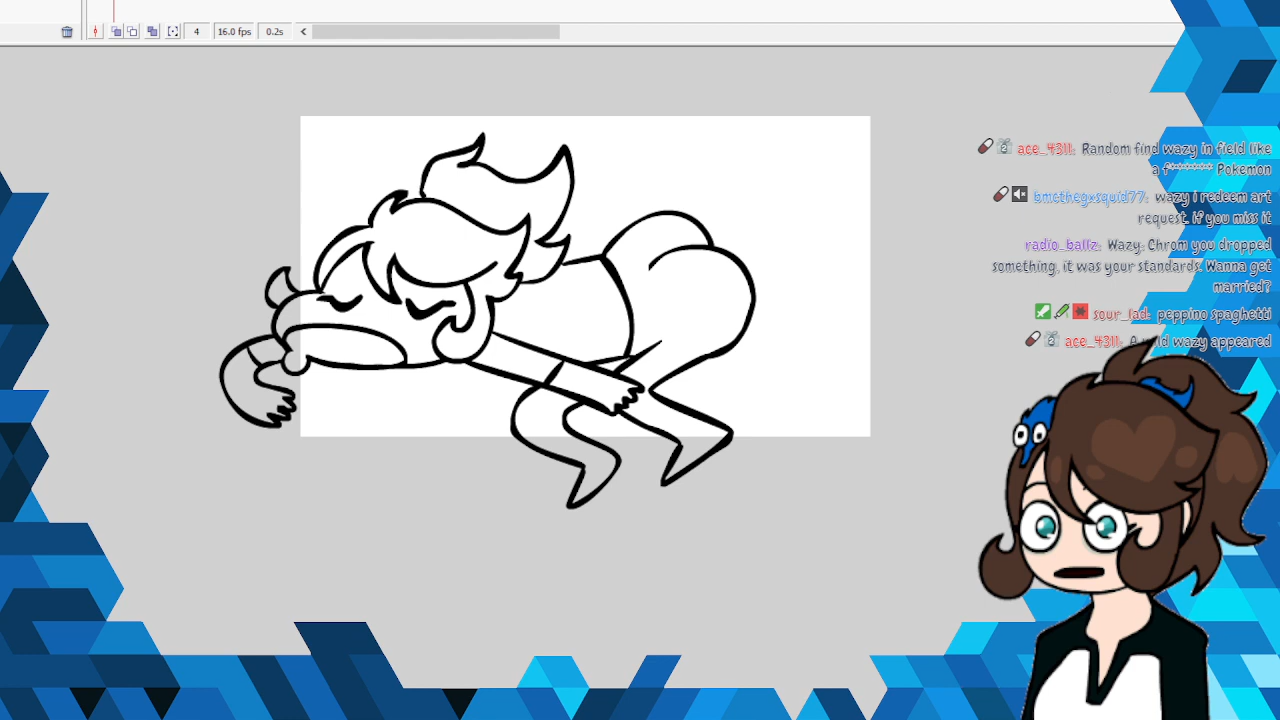 4 16.0 fps 0.2s
ace_4311: Random find wazy in field like
a f******* Pokemon
bmcthegxsquid77: wazy i redeem art
request. if you miss it
radio_ballz: Wazy: Chrom you dropped
something, it was your standards. Wanna get
married?
sour_lad: peppino spaghetti
ace_4311: A wild wazy appeared